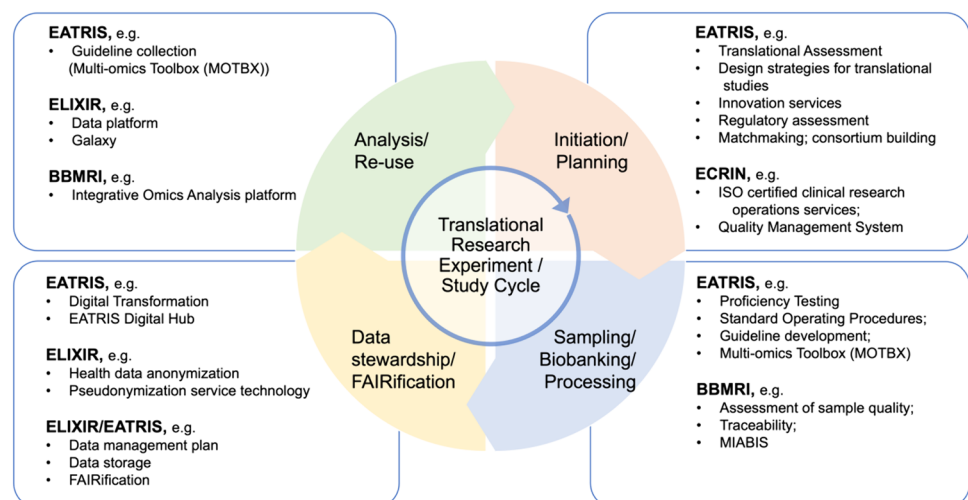 EATRIS, e.g.
• Guideline collection
(Multi-omics Toolbox (MOTBX))
ELIXIR, e.g.
• Data platform
• Galaxy
BBMRI, e.g.
• Integrative Omics Analysis platform
EATRIS, e.g.
• Translational Assessment
• Design strategies for translational
studies
• Innovation services
• Regulatory assessment
• Matchmaking; consortium building
ECRIN, e.g.
• ISO certified clinical research
operations services;
• Quality Management System
Analysis/
Re-use
Initiation/
Planning
Translational
Research
Experiment /
Study Cycle
Data
stewardship/
FAIRification
Sampling/
Biobanking/
Processing
EATRIS, e.g.
• Digital Transformation
• EATRIS Digital Hub
ELIXIR, e.g.
• Health data anonymization
• Pseudonymization service technology
ELIXIR/EATRIS, e.g.
• Data management plan
• Data storage
• FAIRification
EATRIS, e.g.
• Proficiency Testing
• Standard Operating Procedures;
• Guideline development;
• Multi-omics Toolbox (MOTBX)
BBMRI, e.g.
• Assessment of sample quality;
• Traceability;
• MIABIS